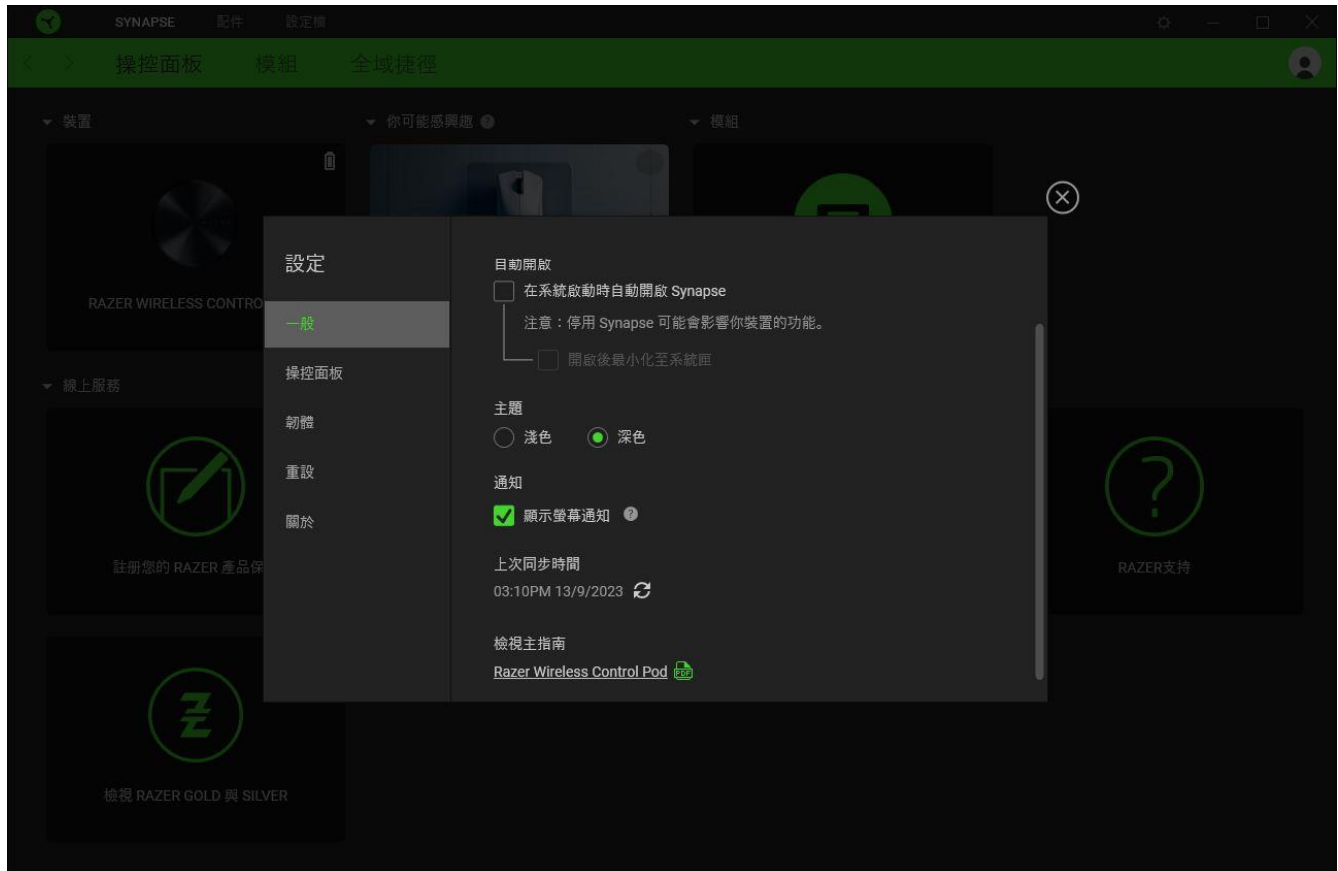 SYNAPSE 配件 設定檔
操控面板 模組 全域捷徑
裝置
你可能感興趣
模組
RAZER WIRELESS CONTRO
線上服務
註冊您的 RAZER 產品保
RAZER支持
檢視 RAZER GOLD 與 SILVER
設定
一般
操控面板
韌體
重設
關於
自動開啟
在系統啟動時自動開啟 Synapse
注意：停用 Synapse 可能會影響你裝置的功能。
開啟後最小化至系統匣
主題
淺色 深色
通知
顯示螢幕通知
上次同步時間
03:10PM 13/9/2023
檢視主指南
Razer Wireless Control Pod PDF